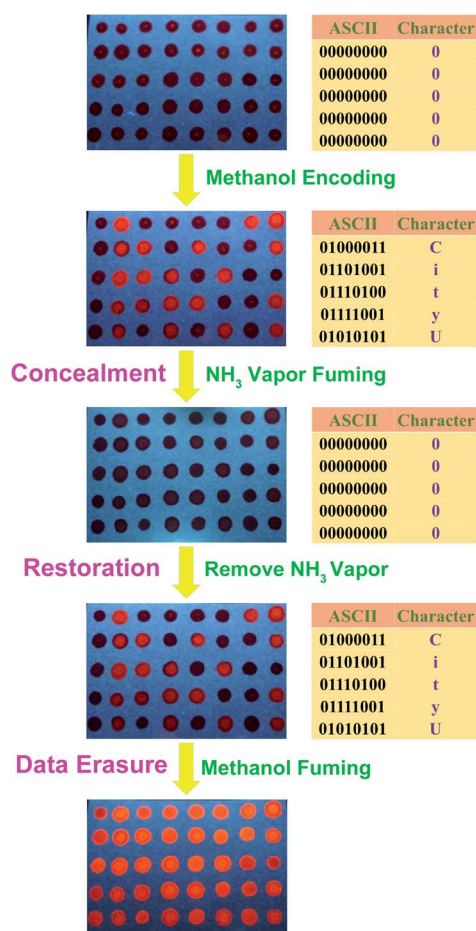 ASCII Character
00000000 0
00000000 0
00000000 0
00000000 0
00000000 0
Methanol Encoding
ASCII Character
01000011 C
01101001 i
01110100 t
01111001 y
01010101 U
Concealment NH₃ Vapor Fuming
ASCII Character
00000000 0
00000000 0
00000000 0
00000000 0
00000000 0
Restoration Remove NH₃ Vapor
ASCII Character
01000011 C
01101001 i
01110100 t
01111001 y
01010101 U
Data Erasure Methanol Fuming